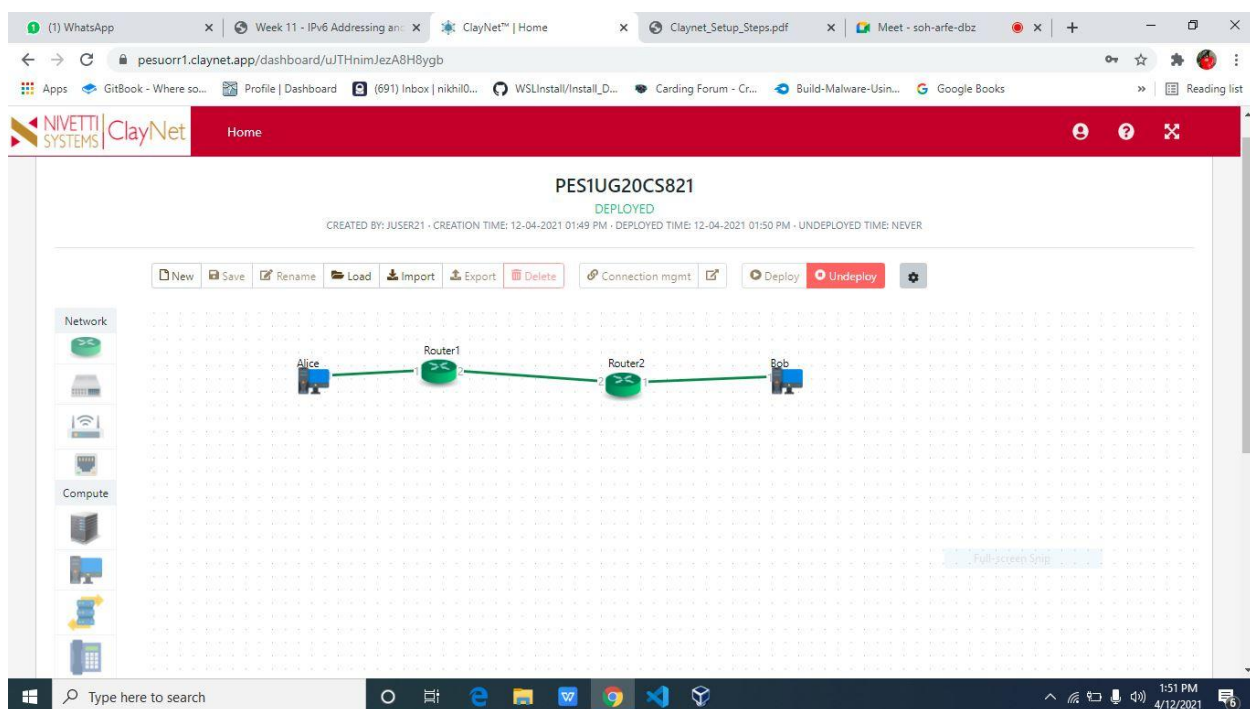 (1) WhatsApp
Week 11 - IPv6 Addressing an
ClayNet™ | Home
Claynet_Setup_Steps.pdf
Meet - soh-arfe-dbz
pesuorr1.claynet.app/dashboard/uJTHnimJezA8H8ygb
Apps
GitBook - Where so...
Profile | Dashboard
(691) Inbox | nikhil0...
WSLInstall/Install_D...
Carding Forum - Cr...
Build-Malware-Usin...
Google Books
»
Reading list
NIVETTI
SYSTEMS
ClayNet
Home
PES1UG20CS821
DEPLOYED
CREATED BY: JUSER21 - CREATION TIME: 12-04-2021 01:49 PM - DEPLOYED TIME: 12-04-2021 01:50 PM - UNDEPLOYED TIME: NEVER
New
Save
Rename
Load
Import
Export
Delete
Connection mgmt
Deploy
Undeploy
Network
Compute
Alice
Router1
1
2
Router2
2
1
Bob
1
Full-screen Snip
Type here to search
1:51 PM
4/12/2021
6